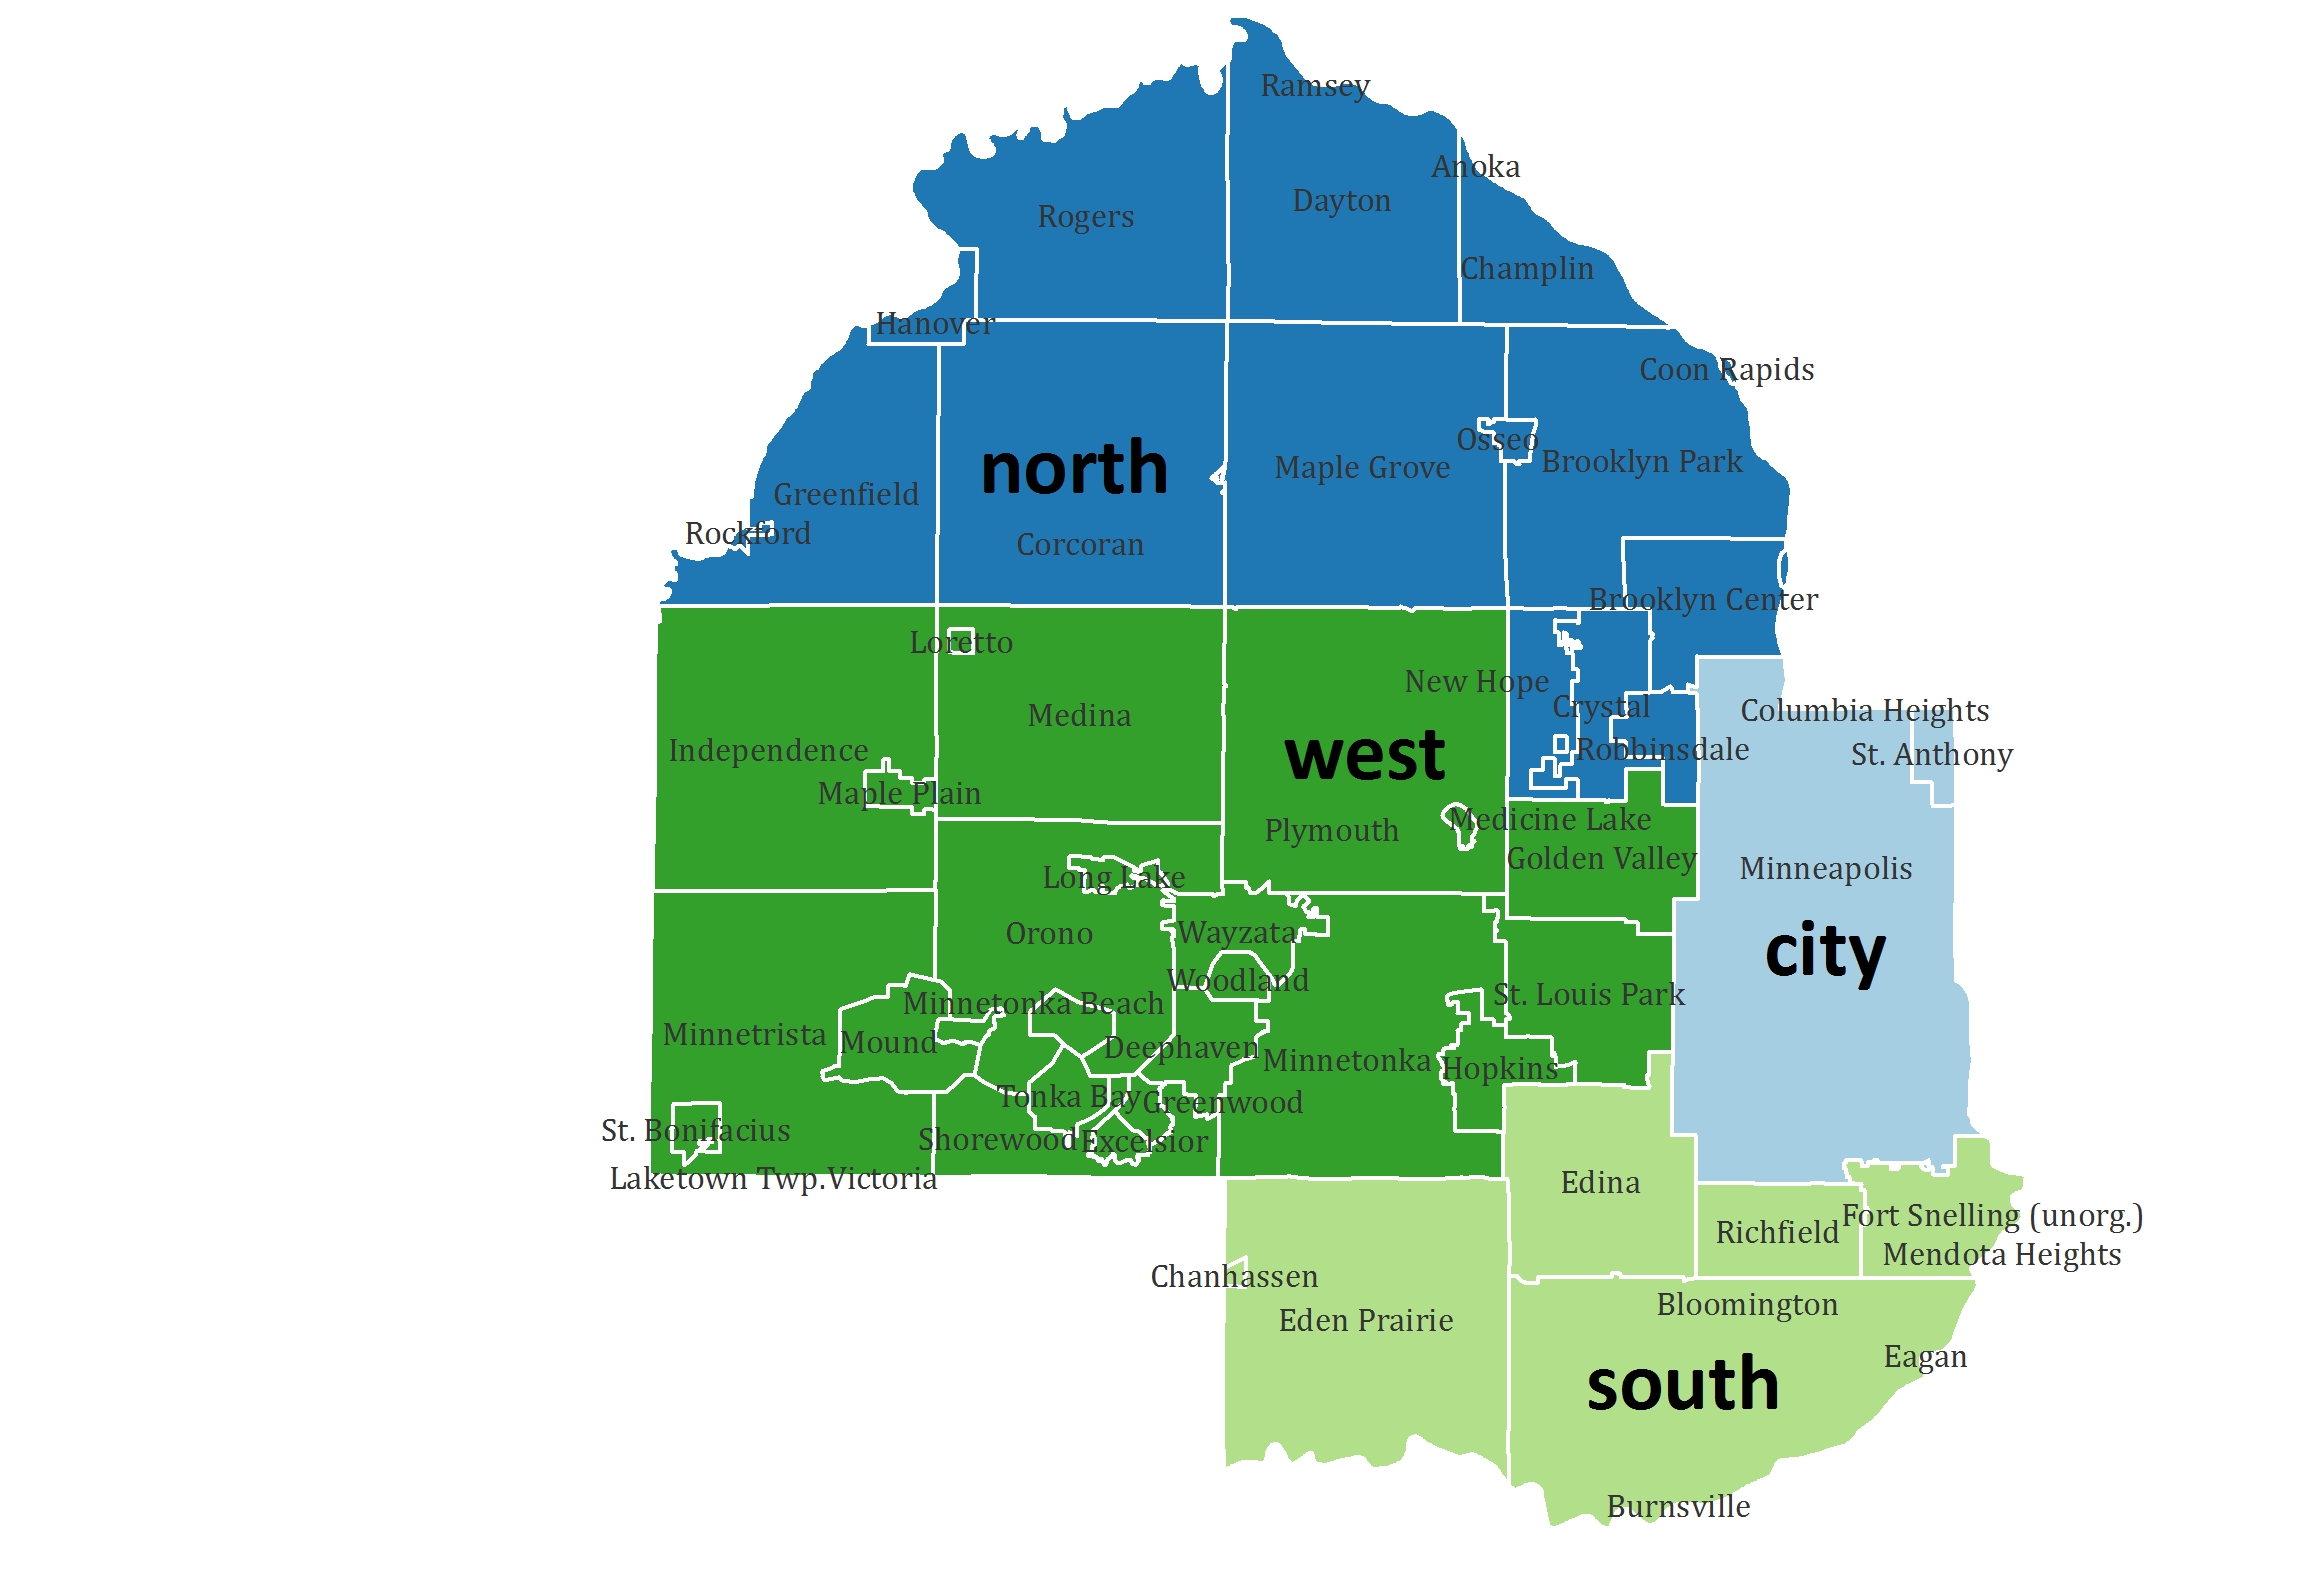 Ramsey
Anoka
Dayton
Rogers
Champlin
Hanover
Coon Rapids
Osseo
north
Maple Grove
Brooklyn Park
Greenfield
Rockford
Corcoran
Brooklyn Center
Loretto
New Hope
Crystal
Medina
Columbia Heights
Independence
west
Robbinsdale
St. Anthony
Maple Plain
Plymouth
Medicine Lake
Golden Valley
Minneapolis
Long Lake
Orono
Wayzata
city
Woodland
St. Louis Park
Minnetonka Beach
Minnetrista
Mound
Deephaven
Minnetonka
Hopkins
Tonka Bay
Greenwood
St. Bonifacius
Shorewood
Excelsior
Laketown Twp.
Victoria
Edina
Richfield
Fort Snelling (unorg.)
Mendota Heights
Chanhassen
Eden Prairie
Bloomington
Eagan
south
Burnsville